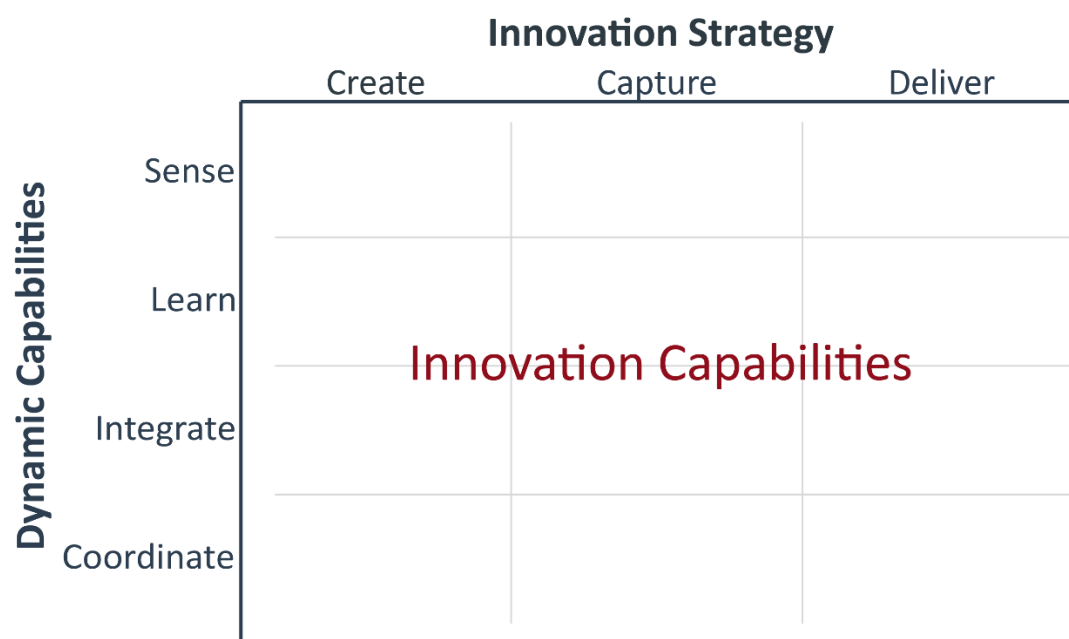 Innovation Strategy
Create Capture Deliver
Dynamic Capabilities
Sense
Learn
Innovation Capabilities
Integrate
Coordinate